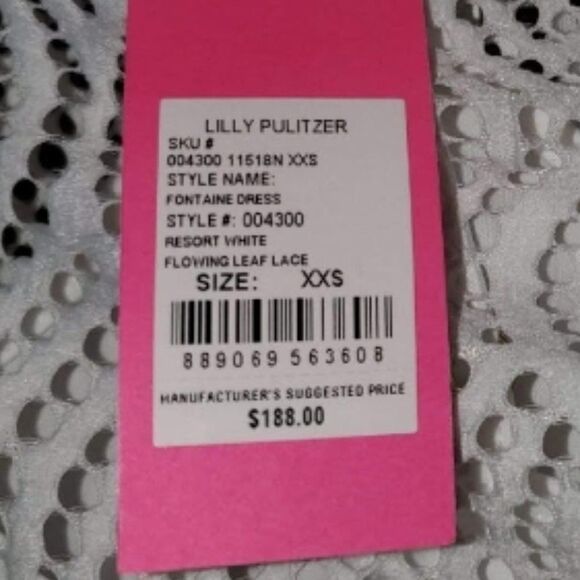 LILLY PULITZER
SKU #
004300 11518N XXS
STYLE NAME:
FONTAINE DRESS
STYLE #: 004300
RESORT WHITE
FLOWING LEAF LACE
SIZE: XXS
889069 563608
MANUFACTURER'S SUGGESTED PRICE
$188.00